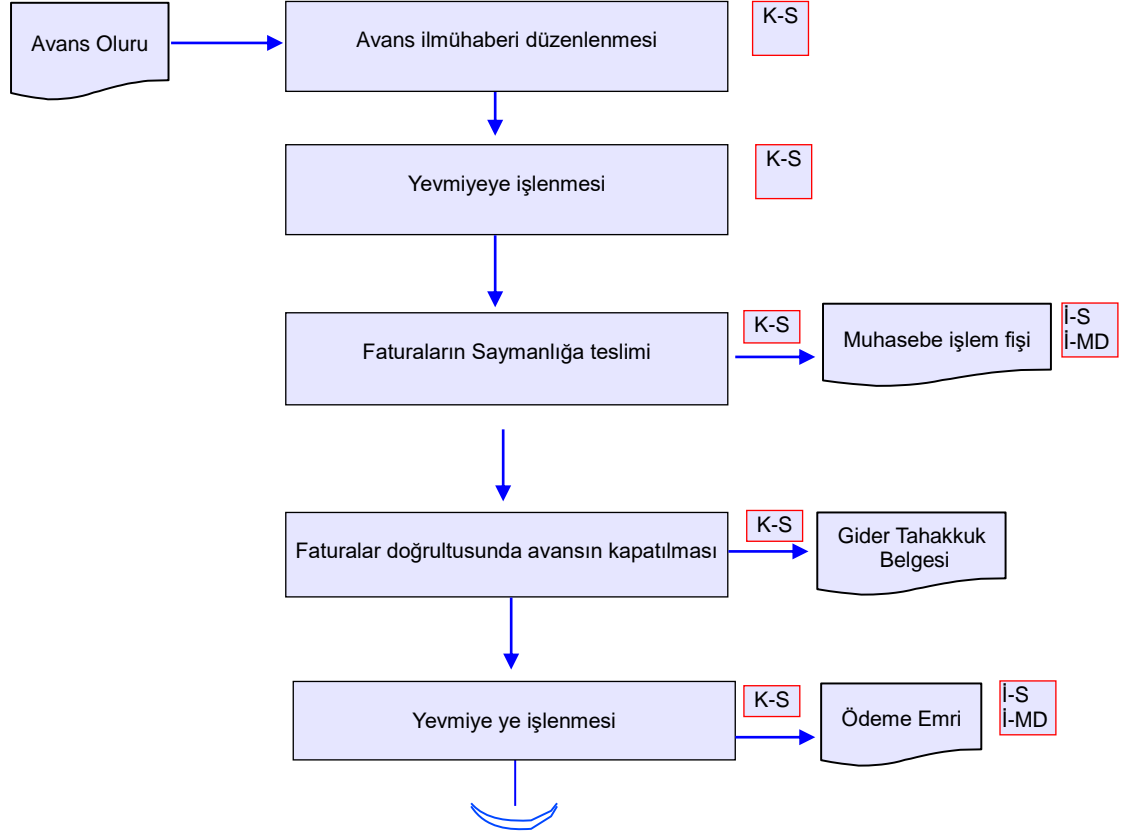 Avans Oluru
Avans ilmühaberi düzenlenmesi
K-S
Yevmiyeye işlenmesi
K-S
Faturaların Saymanlığa teslimi
K-S
Muhasebe işlem fişi
İ-S
İ-MD
Faturalar doğrultusunda avansın kapatılması
K-S
Gider Tahakkuk
Belgesi
Yevmiye ye işlenmesi
K-S
Ödeme Emri
İ-S
İ-MD